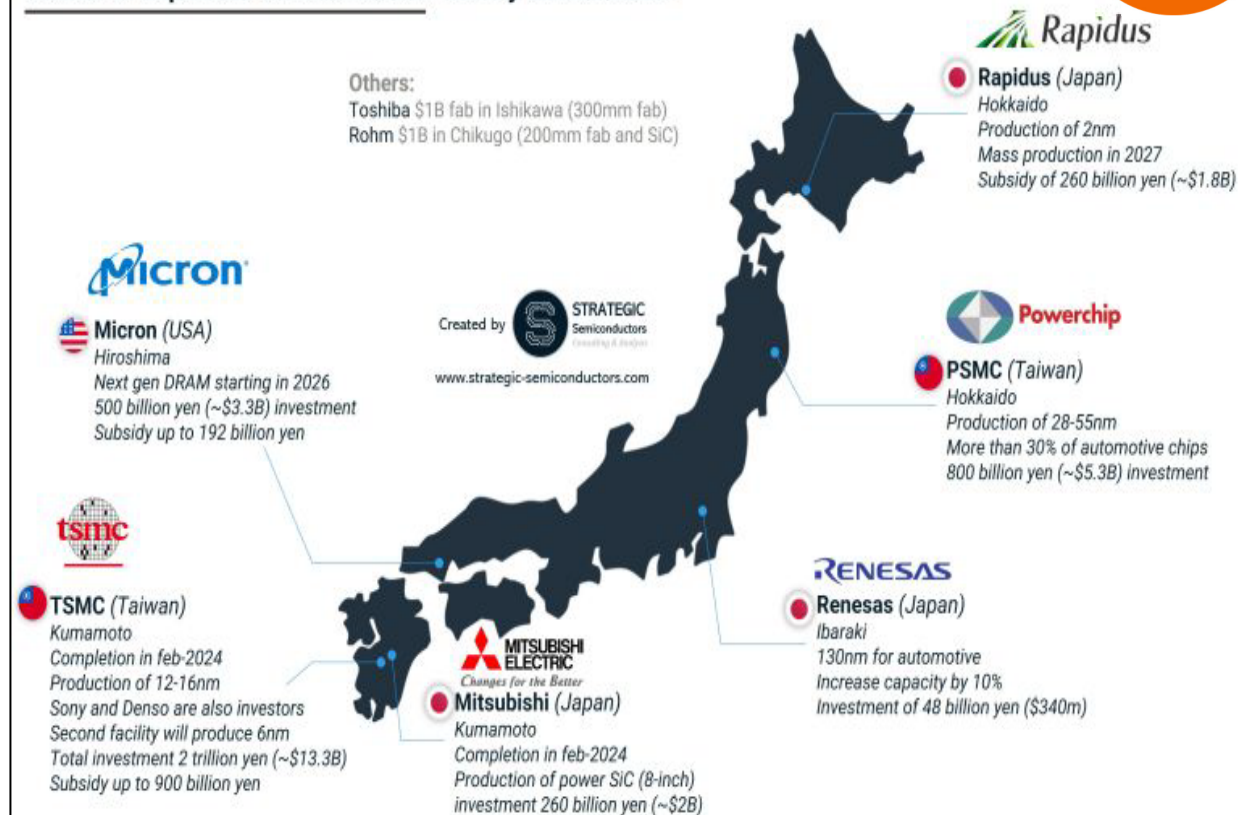 Others:
Toshiba $1B fab in Ishikawa (300mm fab)
Rohm $1B in Chikugo (200mm fab and SiC)
Rapidus
Rapidus (Japan)
Hokkaido
Production of 2nm
Mass production in 2027
Subsidy of 260 billion yen (~$1.8B)
Micron
Micron (USA)
Hiroshima
Next gen DRAM starting in 2026
500 billion yen (~$3.3B) investment
Subsidy up to 192 billion yen
Created by
STRATEGIC
Semiconductors
Consulting & Analysis
www.strategic-semiconductors.com
Powerchip
PSMC (Taiwan)
Hokkaido
Production of 28-55nm
More than 30% of automotive chips
800 billion yen (~$5.3B) investment
tsmc
TSMC (Taiwan)
Kumamoto
Completion in feb-2024
Production of 12-16nm
Sony and Denso are also investors
Second facility will produce 6nm
Total investment 2 trillion yen (~$13.3B)
Subsidy up to 900 billion yen
MITSUBISHI
ELECTRIC
Changes for the Better
Mitsubishi (Japan)
Kumamoto
Completion in feb-2024
Production of power SiC (8-inch)
investment 260 billion yen (~$2B)
RENESAS
Renesas (Japan)
Ibaraki
130nm for automotive
Increase capacity by 10%
Investment of 48 billion yen ($340m)